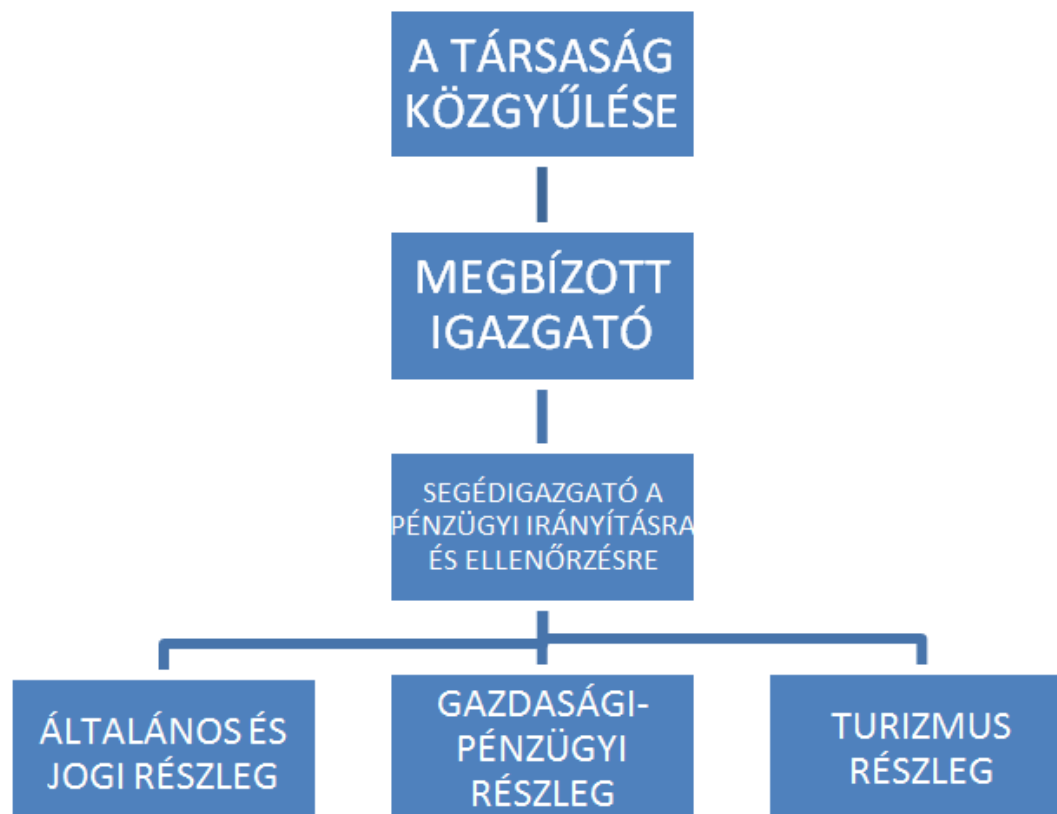 A TÁRSASÁG
KÖZGYŰLÉSE
MEGBÍZOTT
IGAZGATÓ
SEGÉDIGAZGATÓ A
PÉNZÜGYI IRÁNYÍTÁSRA
ÉS ELLENŐRZÉSRE
ÁLTALÁNOS ÉS
JOGI RÉSZLEG
GAZDASÁGI-
PÉNZÜGYI
RÉSZLEG
TURIZMUS
RÉSZLEG